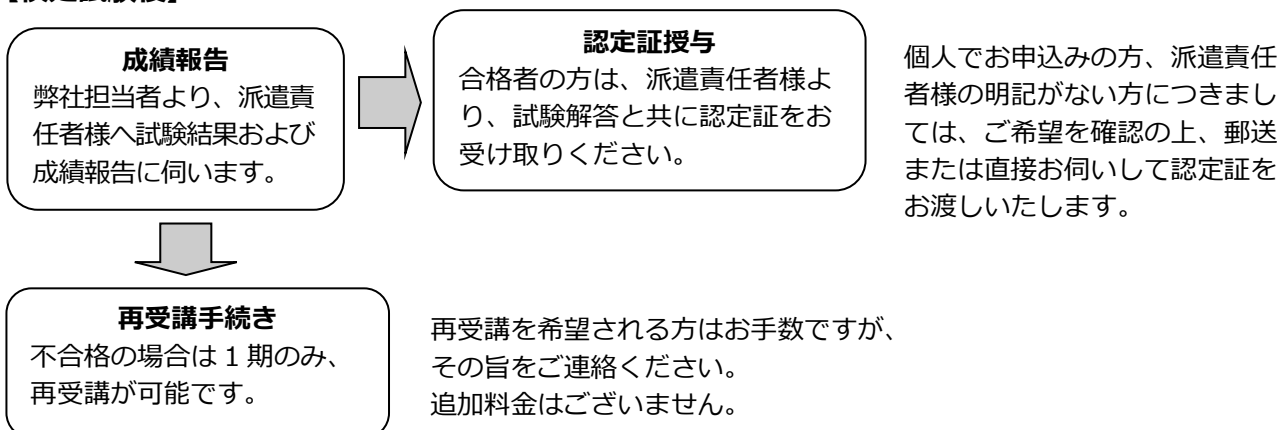 成績報告
弊社担当者より、派遣責
任者様へ試験結果および
成績報告に伺います。
認定証授与
合格者の方は、派遣責任者様よ
り、試験解答と共に認定証をお
受け取りください。
個人でお申込みの方、派遣責任
者様の明記がない方につきまし
ては、ご希望を確認の上、郵送
または直接お伺いして認定証を
お渡しいたします。
再受講手続き
不合格の場合は 1 期のみ、
再受講が可能です。
再受講を希望される方はお手数ですが、
その旨をご連絡ください。
追加料金はございません。